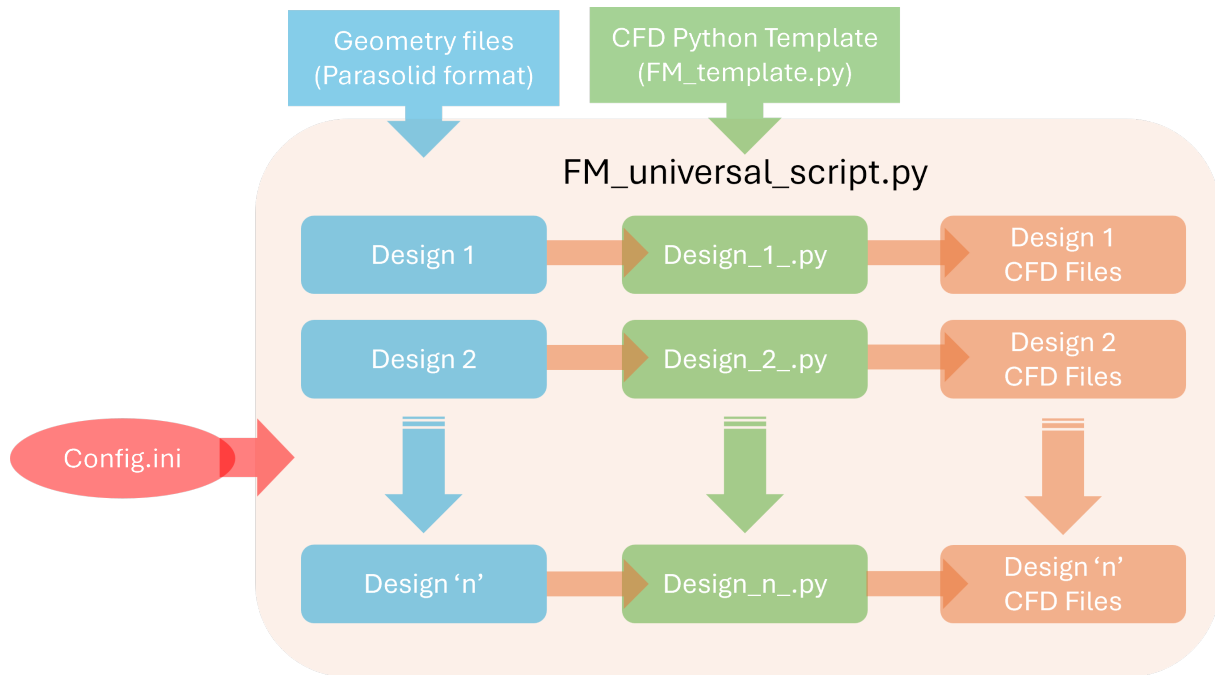 Geometry files
(Parasolid format)
CFD Python Template
(FM_template.py)
FM_universal_script.py
Design 1
Design_1_.py
Design 1
CFD Files
Design 2
Design_2_.py
Design 2
CFD Files
Config.ini
Design ‘n’
Design_n_.py
Design ‘n’
CFD Files